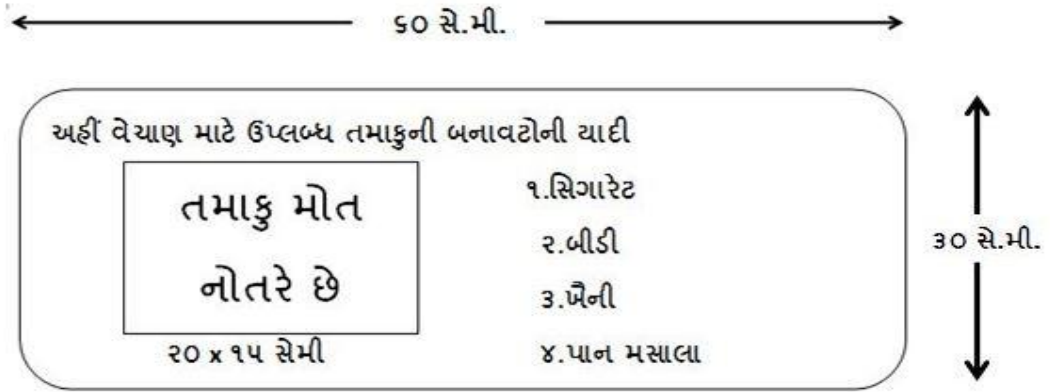 ૬૦ સે.મી.
અહીં વેચાણ માટે ઉપ્લબ્ધ તમાકુની બનાવટોની યાદી
તમાકુ મોત
નોતરે છે
૨૦ x ૧૫ સેમી
૧.સિગારેટ
૨.બીડી
૩.ખૈની
૪.પાન મસાલા
૩૦ સે.મી.